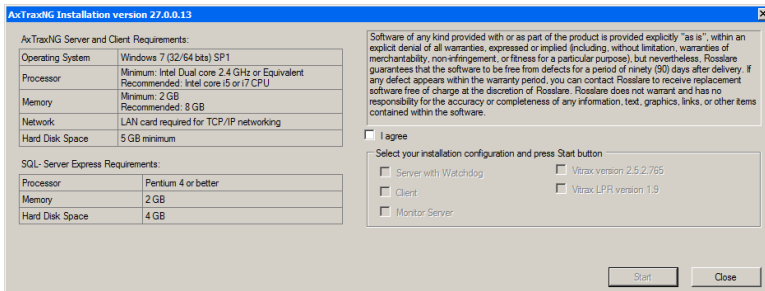 AxTraxNG Installation version 27.0.0.13
AxTraxNG Server and Client Requirements:
Operating System Windows 7 (32/64 bits) SP1
Processor Minimum: Intel Dual core 2.4 GHz or Equivalent
Recommended: Intel core i5 or i7 CPU
Memory Minimum: 2 GB
Recommended: 8 GB
Network LAN card required for TCP/IP networking
Hard Disk Space 5 GB minimum
SQL- Server Express Requirements:
Processor Pentium 4 or better
Memory 2 GB
Hard Disk Space 4 GB
Software of any kind provided with or as part of the product is provided explicitly "as is", within an
explicit denial of all warranties, expressed or implied (including, without limitation, warranties of
merchantability, non-infringement, or fitness for a particular purpose), but nevertheless, Rosslare
guarantees that the software to be free from defects for a period of ninety (90) days after delivery. If
any defect appears within the warranty period, you can contact Rosslare to receive replacement
software free of charge at the discretion of Rosslare. Rosslare does not warrant and has no
responsibility for the accuracy or completeness of any information, text, graphics, links, or other items
contained within the software.
I agree
Select your installation configuration and press Start button
Server with Watchdog
Vitrax version 2.5.2.765
Client
Vitrax LPR version 1.9
Monitor Server
Start
Close